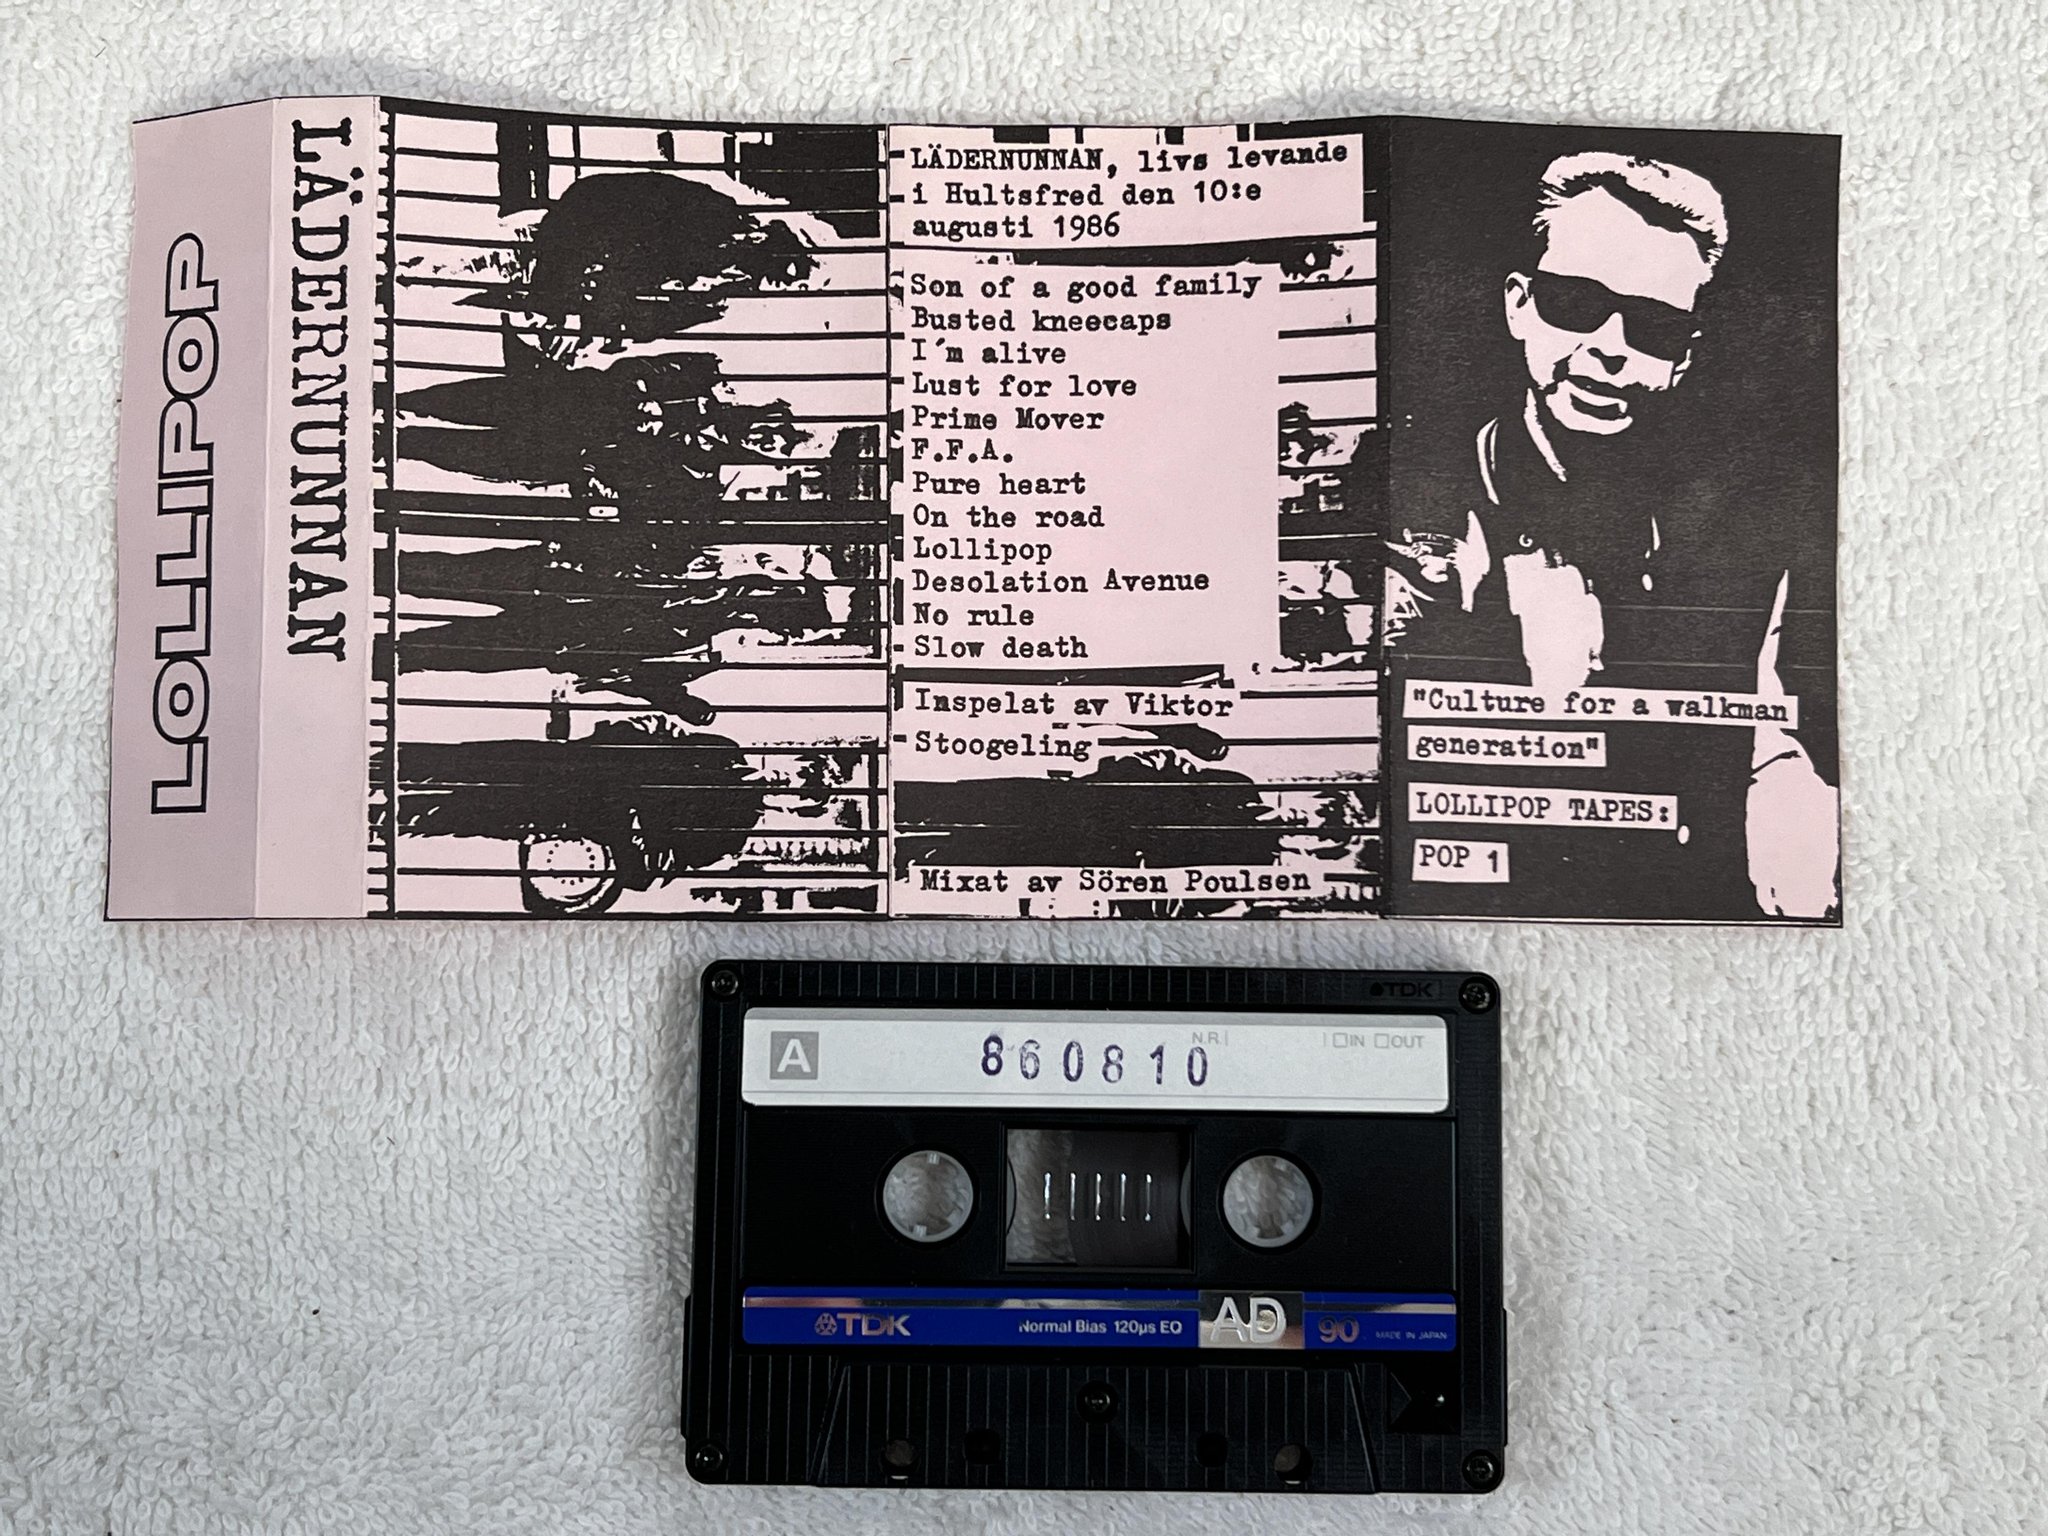 LOLLIPOP
LÄDERNUNNAN
LÄDERNUNNAN, livs levande
i Hultsfred den 10:e
augusti 1986
Son of a good family
Busted kneecaps
I'm alive
Lust for love
Prime Mover
F.F.A.
Pure heart
On the road
Lollipop
Desolation Avenue
No rule
Slow death
Inspelat av Viktor
Stoogeling
Mixat av Sören Poulsen
"Culture for a walkman
generation"
LOLLIPOP TAPES:
POP 1
TDK
A
N.R.
IN OUT
860810
TDK
Normal Bias 120µs EQ
AD
90
MADE IN JAPAN